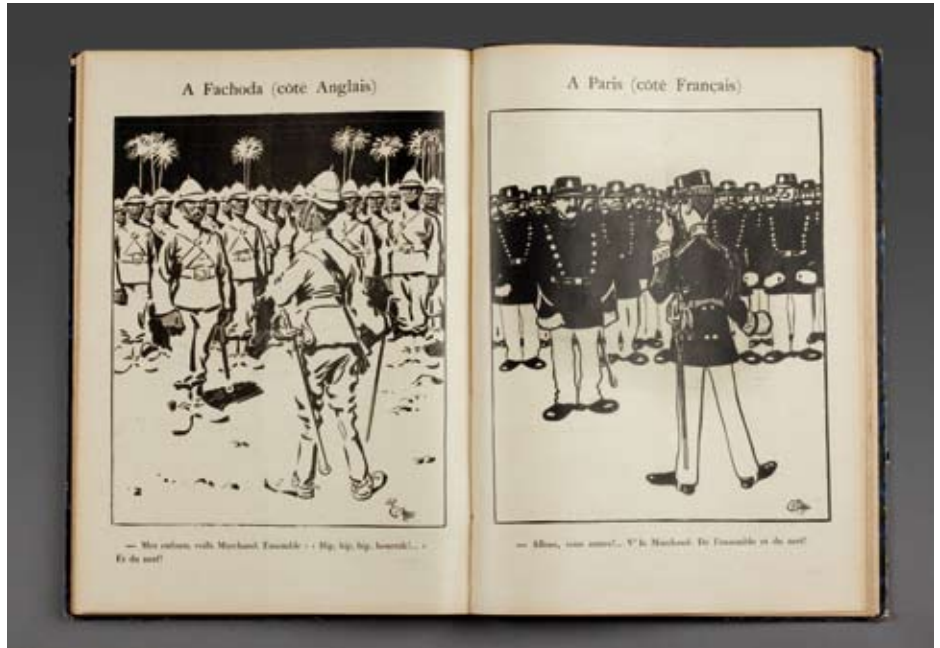 A Fachoda (côté Anglais)
— Mes enfants, voilà Marchand. Ensemble : « Hip, hip, hip, hourrah!... »
Et du nerf!
2
A Paris (côté Français)
— Allons, vous autres!... V'là Marchand. De l'ensemble et du nerf!